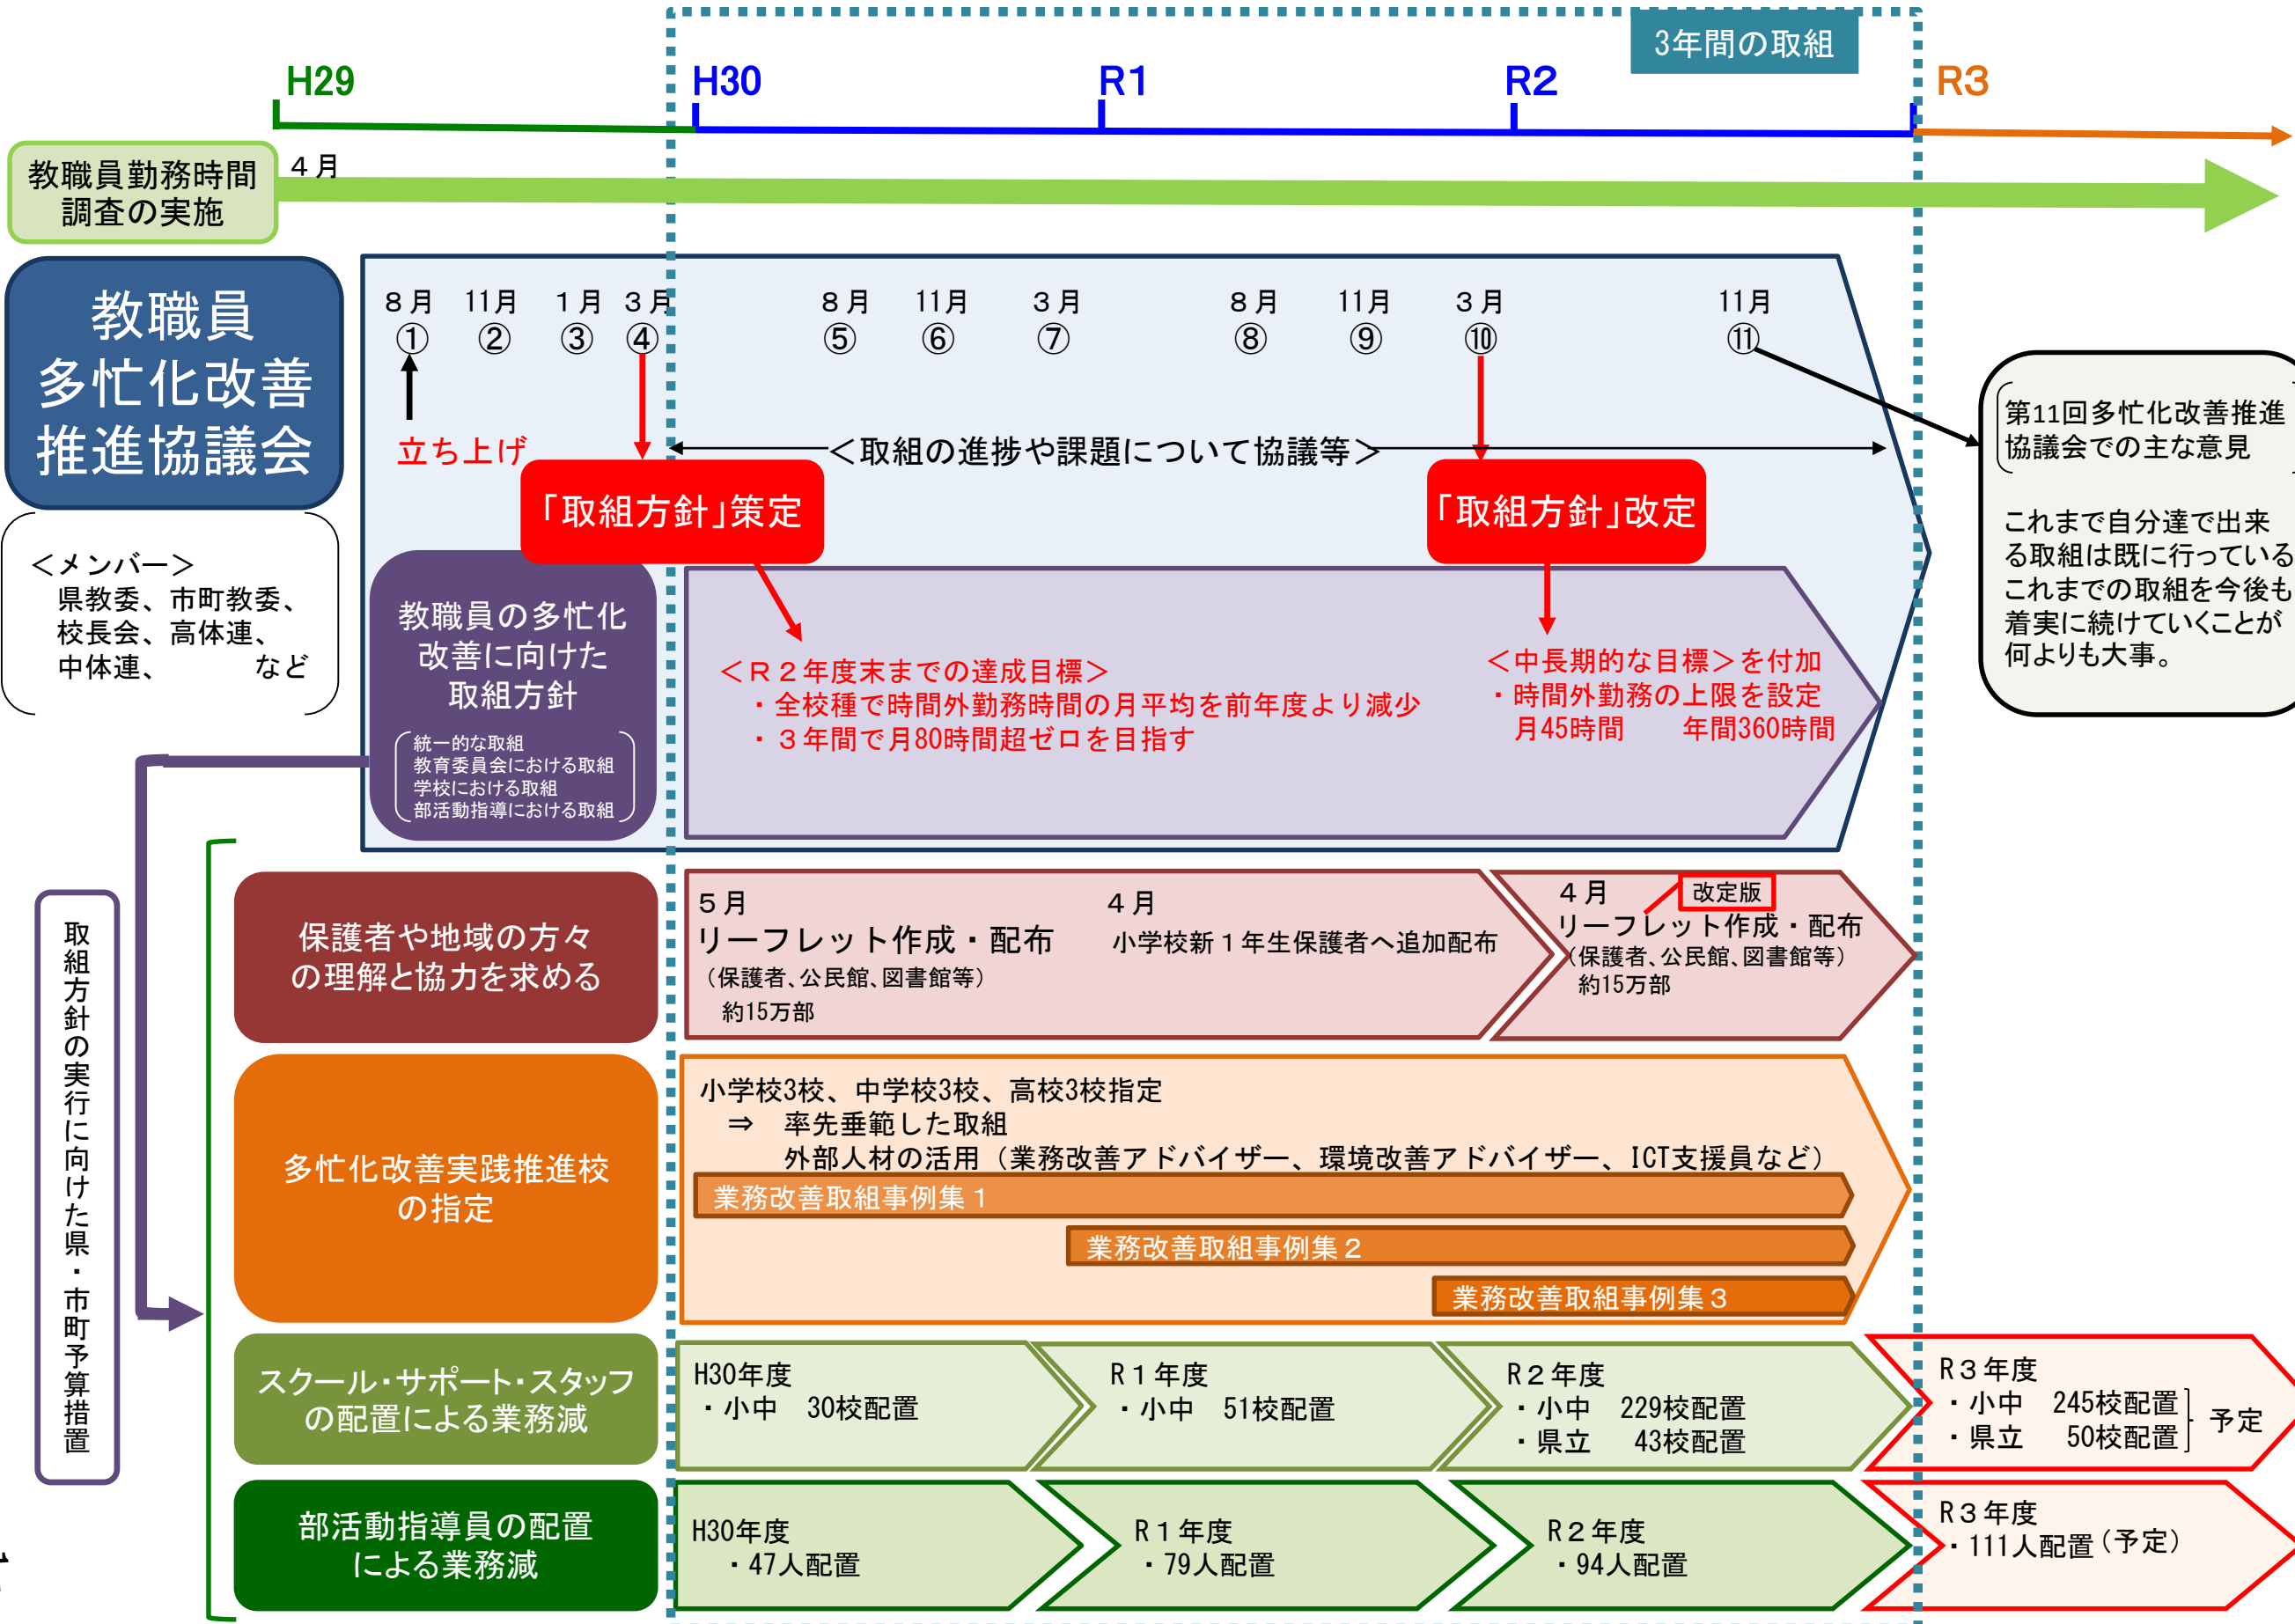 3年間の取組
H29
H30
R1
R2
R3
教職員勤務時間
調査の実施
４月
教職員
多忙化改善
推進協議会
８月
11月
１月
３月
８月
11月
３月
８月
11月
３月
11月
①
②
③
④
⑤
⑥
⑦
⑧
⑨
⑩
⑪
立ち上げ
＜取組の進捗や課題について協議等＞
「取組方針」策定
「取組方針」改定
第11回多忙化改善推進
協議会での主な意見
これまで自分達で出来
る取組は既に行っている
これまでの取組を今後も
着実に続けていくことが
何よりも大事。
＜メンバー＞
県教委、市町教委、
校長会、高体連、
中体連、　　　など
教職員の多忙化
改善に向けた
取組方針
統一的な取組
教育委員会における取組
学校における取組
部活動指導における取組
＜Ｒ２年度末までの達成目標＞
・全校種で時間外勤務時間の月平均を前年度より減少
・３年間で月80時間超ゼロを目指す
＜中長期的な目標＞を付加
・時間外勤務の上限を設定
月45時間　　年間360時間
取組方針の実行に向けた県・市町予算措置
保護者や地域の方々
の理解と協力を求める
５月
リーフレット作成・配布
（保護者、公民館、図書館等）
約15万部
４月
小学校新１年生保護者へ追加配布
４月
改定版
リーフレット作成・配布
（保護者、公民館、図書館等）
約15万部
多忙化改善実践推進校
の指定
小学校3校、中学校3校、高校3校指定
⇒　率先垂範した取組
外部人材の活用（業務改善アドバイザー、環境改善アドバイザー、ICT支援員など）
業務改善取組事例集１
業務改善取組事例集２
業務改善取組事例集３
スクール・サポート・スタッフ
の配置による業務減
H30年度
・小中　30校配置
Ｒ１年度
・小中　51校配置
Ｒ２年度
・小中　229校配置
・県立　 43校配置
Ｒ３年度
・小中　245校配置
・県立　 50校配置
予定
部活動指導員の配置
による業務減
H30年度
・47人配置
Ｒ１年度
・79人配置
Ｒ２年度
・94人配置
Ｒ３年度
・111人配置（予定）